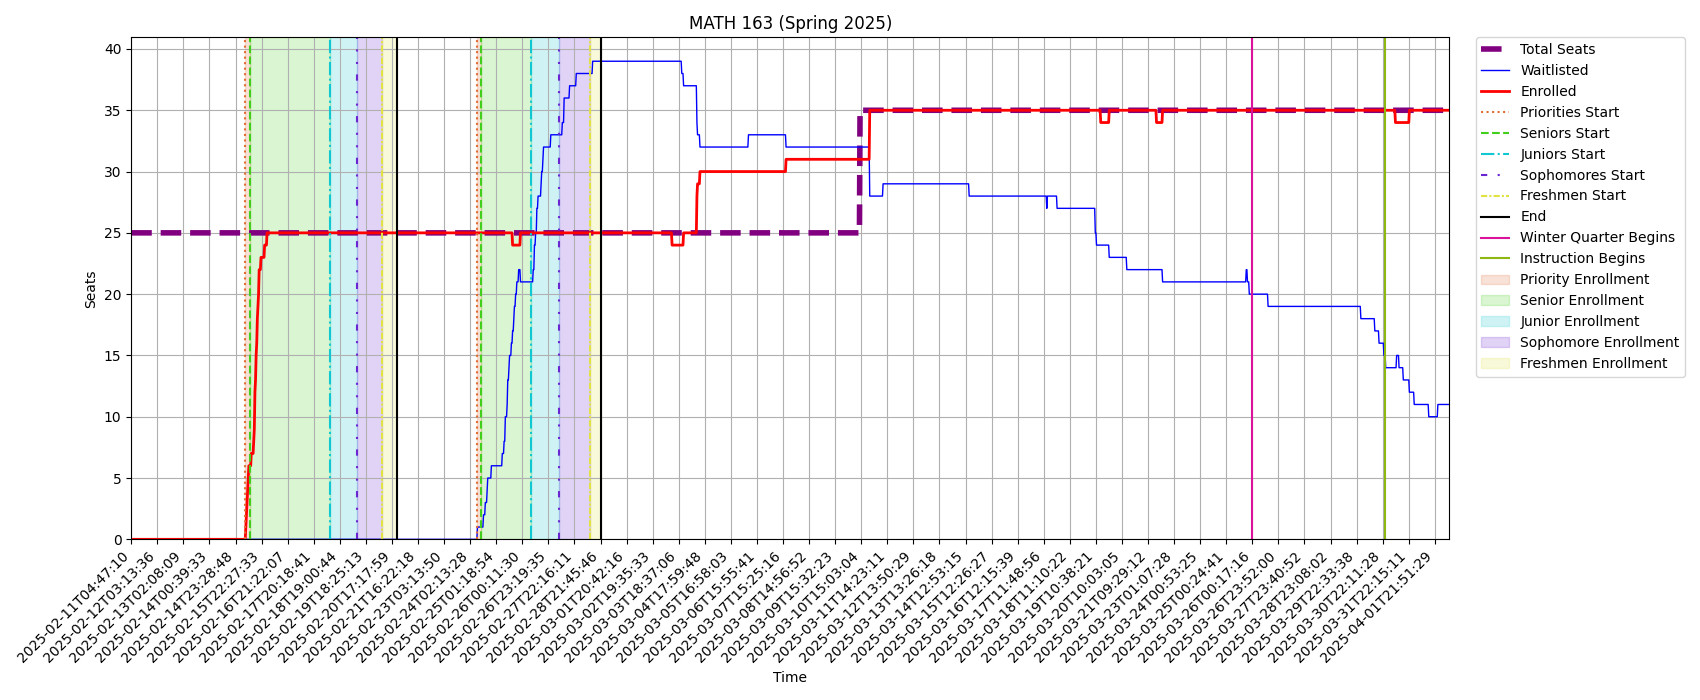 MATH 163 (Spring 2025)
40
35
30
25
20
15
10
5
0
Seats
2025-02-11T04:47:10
2025-02-12T03:13:36
2025-02-13T02:08:09
2025-02-14T00:39:33
2025-02-14T23:28:48
2025-02-15T22:27:33
2025-02-16T21:22:07
2025-02-17T20:18:41
2025-02-18T19:00:44
2025-02-19T18:25:13
2025-02-20T17:17:59
2025-02-21T16:22:18
2025-02-23T03:13:50
2025-02-24T02:13:28
2025-02-25T01:18:54
2025-02-26T00:11:30
2025-02-26T23:19:35
2025-02-27T22:16:11
2025-02-28T21:45:46
2025-03-01T20:42:16
2025-03-02T19:35:33
2025-03-03T18:37:06
2025-03-04T17:59:48
2025-03-05T16:58:03
2025-03-06T15:55:41
2025-03-07T15:25:16
2025-03-08T14:56:52
2025-03-09T15:32:23
2025-03-10T15:03:04
2025-03-11T14:23:11
2025-03-12T13:50:29
2025-03-13T13:26:18
2025-03-14T12:53:15
2025-03-15T12:26:27
2025-03-16T12:15:39
2025-03-17T11:48:56
2025-03-18T11:10:22
2025-03-19T10:38:21
2025-03-20T10:03:05
2025-03-21T09:29:12
2025-03-23T01:07:28
2025-03-24T00:53:25
2025-03-25T00:24:41
2025-03-26T00:17:16
2025-03-26T23:52:00
2025-03-27T23:40:52
2025-03-28T23:08:02
2025-03-29T22:33:38
2025-03-30T22:11:28
2025-03-31T22:15:11
2025-04-01T21:51:29
Time
Total Seats
Waitlisted
Enrolled
Priorities Start
Seniors Start
Juniors Start
Sophomores Start
Freshmen Start
End
Winter Quarter Begins
Instruction Begins
Priority Enrollment
Senior Enrollment
Junior Enrollment
Sophomore Enrollment
Freshmen Enrollment